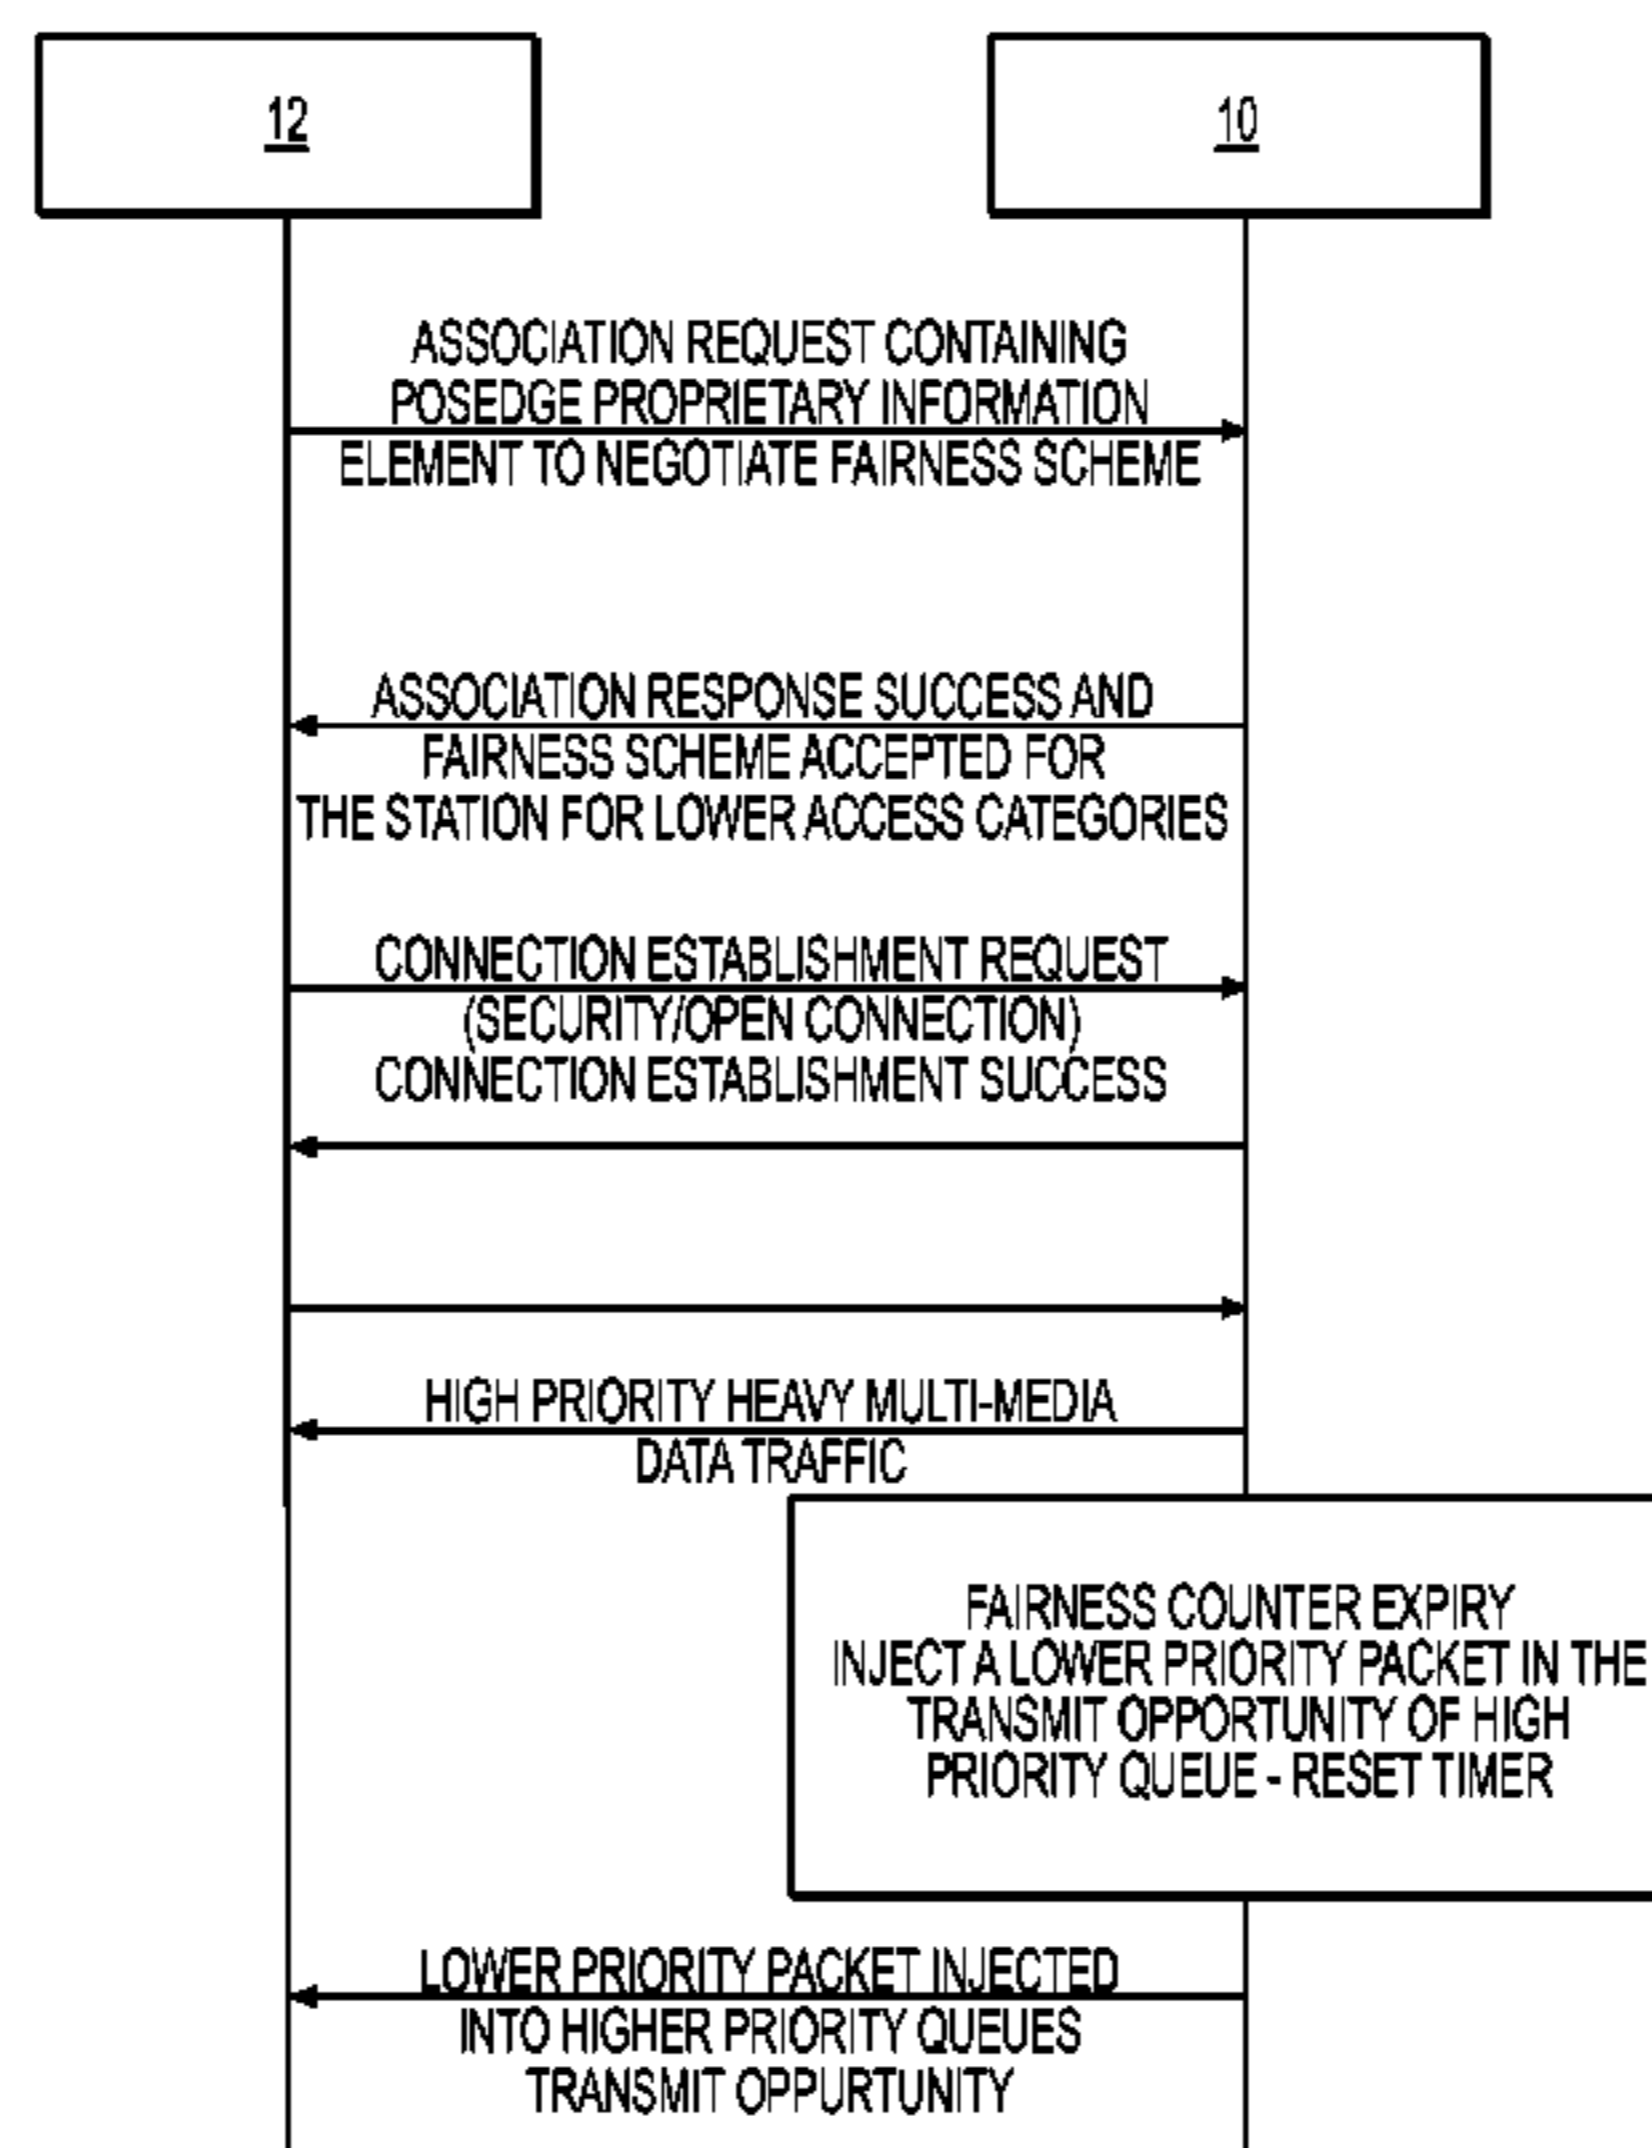 12
10
ASSOCIATION REQUEST CONTAINING
POSEDGE PROPRIETARY INFORMATION
ELEMENT TO NEGOTIATE FAIRNESS SCHEME
ASSOCIATION RESPONSE SUCCESS AND
FAIRNESS SCHEME ACCEPTED FOR
THE STATION FOR LOWER ACCESS CATEGORIES
CONNECTION ESTABLISHMENT REQUEST
(SECURITY/OPEN CONNECTION)
CONNECTION ESTABLISHMENT SUCCESS
HIGH PRIORITY HEAVY MULTI-MEDIA
DATA TRAFFIC
FAIRNESS COUNTER EXPIRY
INJECT A LOWER PRIORITY PACKET IN THE
TRANSMIT OPPORTUNITY OF HIGH
PRIORITY QUEUE - RESET TIMER
LOWER PRIORITY PACKET INJECTED
INTO HIGHER PRIORITY QUEUES
TRANSMIT OPPURTUNITY